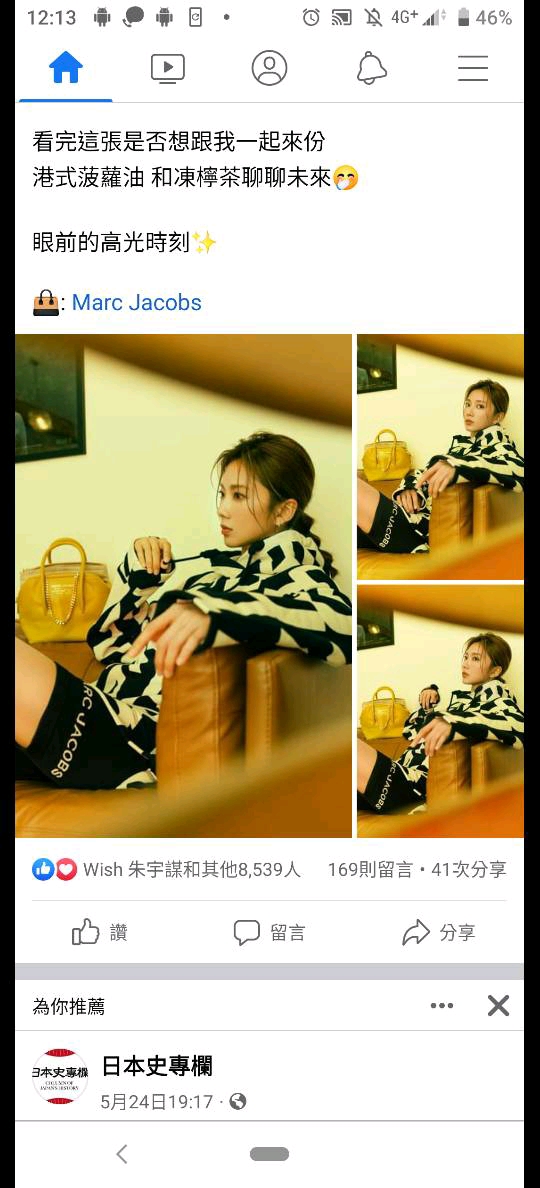 12:13
4G+
46%
看完這張是否想跟我一起來份
港式菠蘿油 和凍檸茶聊聊未來🤭
眼前的高光時刻✨
👜: Marc Jacobs
RC JACOBS
RC JACOBS
RC JACOBS
Wish 朱宇謀和其他8,539人
169則留言・41次分享
讚
留言
分享
為你推薦
日本史專欄
COLUMN OF
JAPAN'S HISTORY
日本史專欄
5月24日19:17 ·